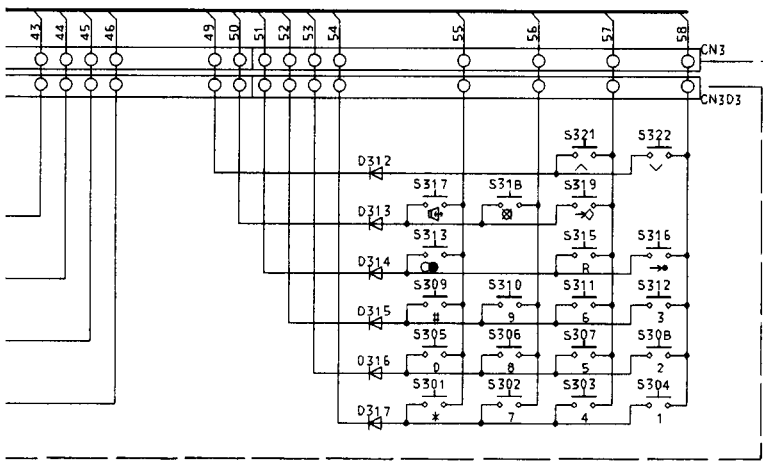 43 44 45 46 49 50 51 52 53 54 55 56 57 58
CN3
CN3D3
S321 S322
D312
S317 S318 S319
D313
S313 S315 S316
D314 R
S309 S310 S311 S312
D315 # 9 6 3
S305 S306 S307 S308
D316 0 8 5 2
S301 S302 S303 S304
D317 * 7 4 1